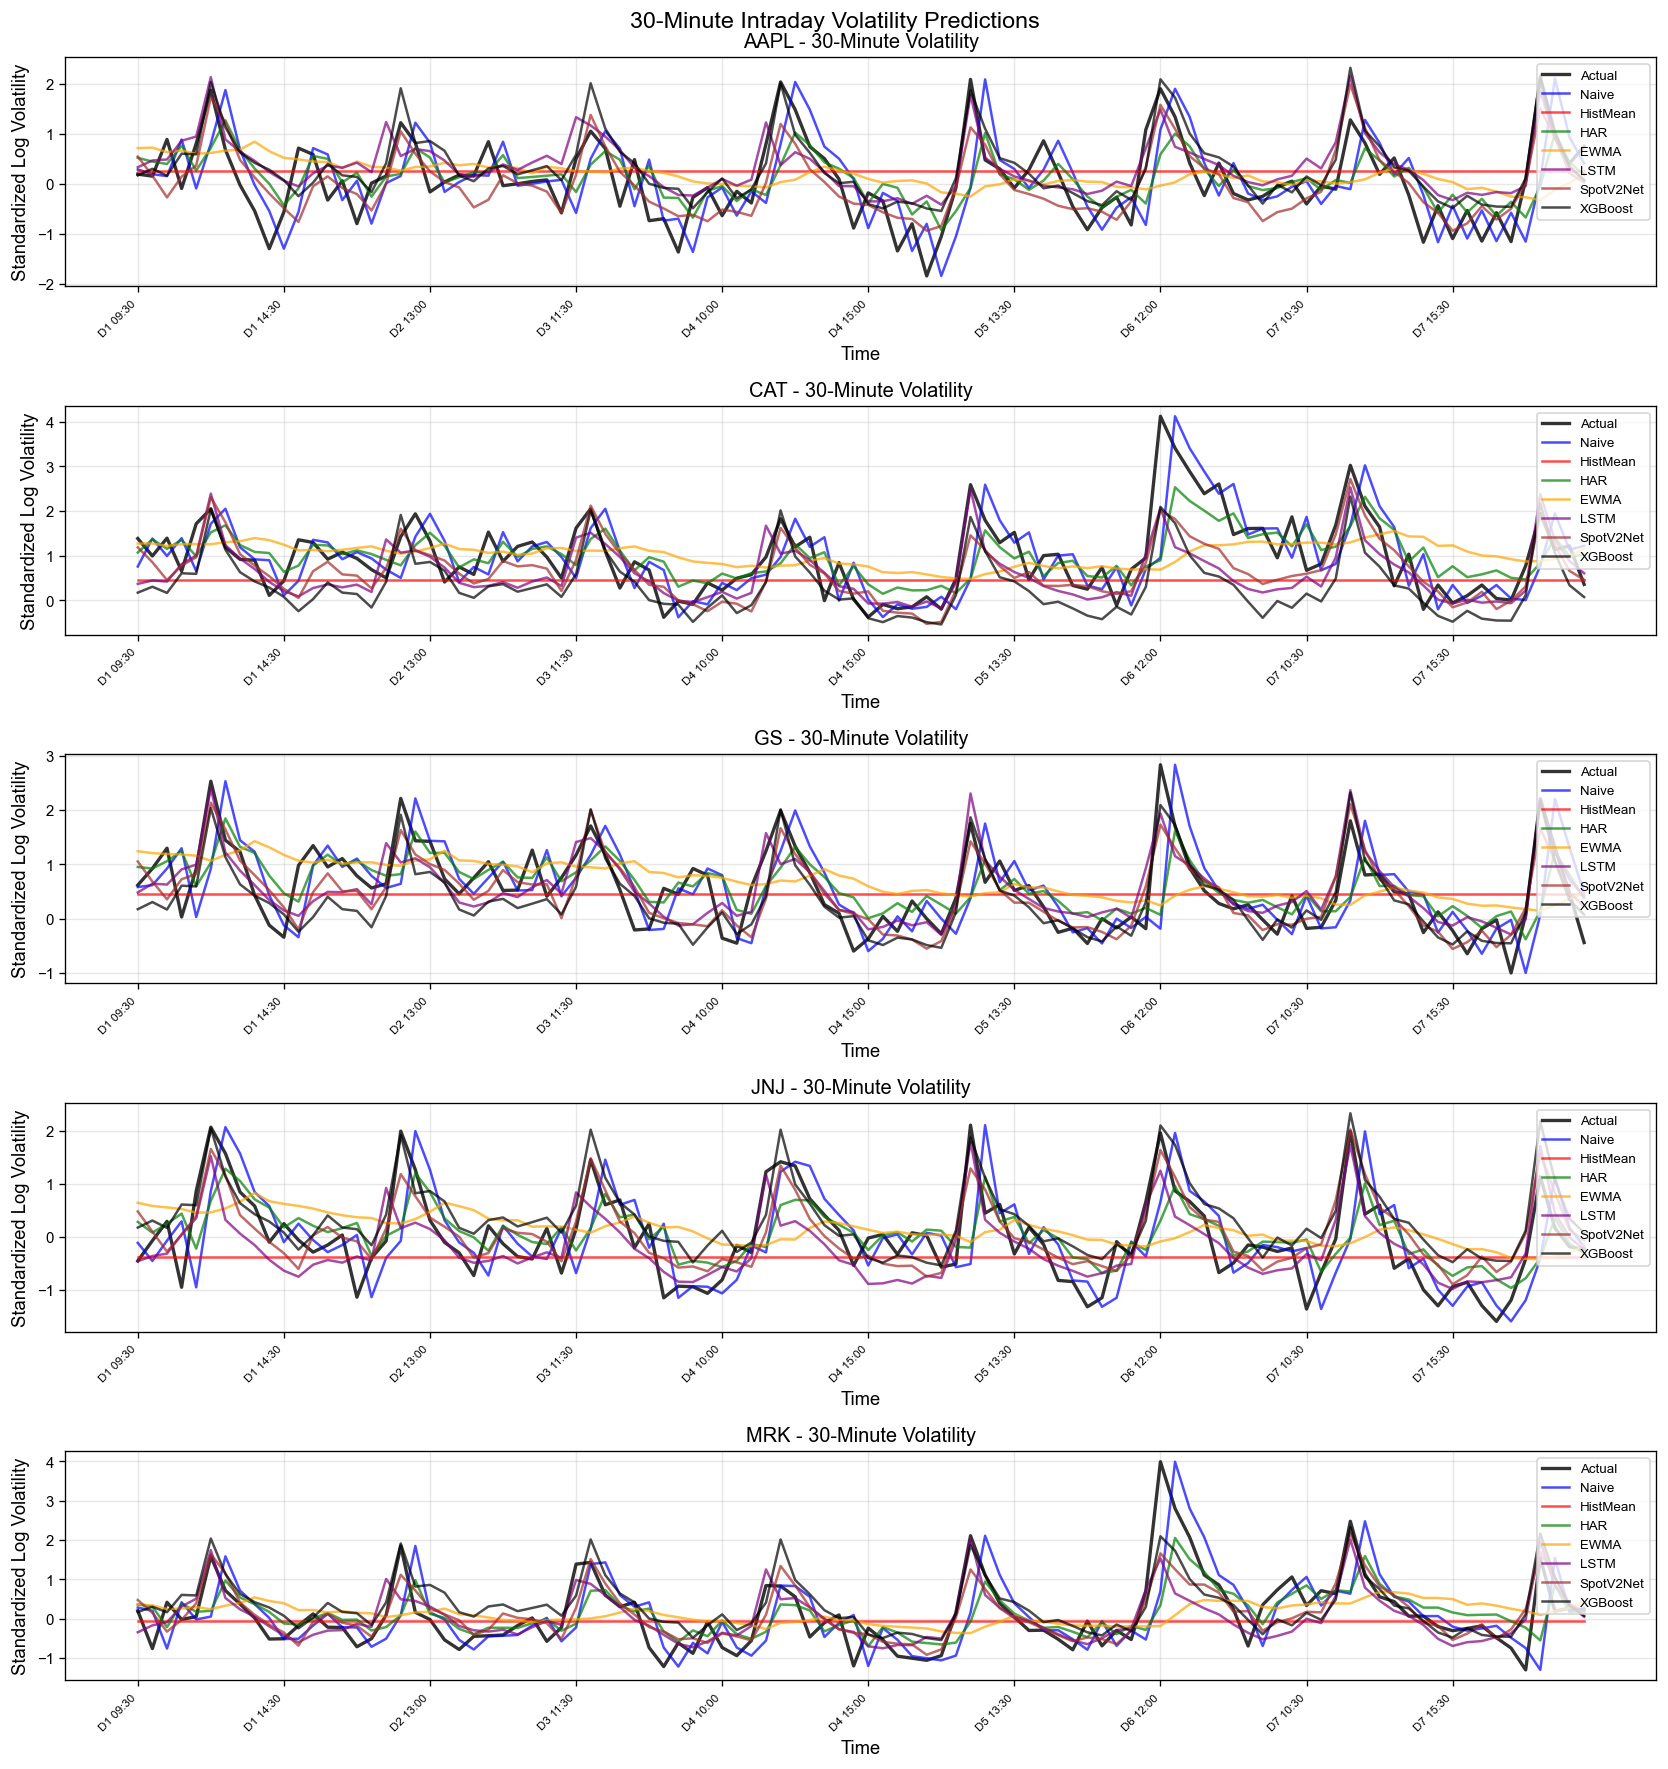 30-Minute Intraday Volatility Predictions
AAPL - 30-Minute Volatility
Standardized Log Volatility
2
1
0
−1
−2
Actual
Naive
HistMean
HAR
EWMA
LSTM
SpotV2Net
XGBoost
D1 09:30
D1 14:30
D2 13:00
D3 11:30
D4 10:00
D4 15:00
D5 13:30
D6 12:00
D7 10:30
D7 15:30
Time
CAT - 30-Minute Volatility
Standardized Log Volatility
4
3
2
1
0
Actual
Naive
HistMean
HAR
EWMA
LSTM
SpotV2Net
XGBoost
D1 09:30
D1 14:30
D2 13:00
D3 11:30
D4 10:00
D4 15:00
D5 13:30
D6 12:00
D7 10:30
D7 15:30
Time
GS - 30-Minute Volatility
Standardized Log Volatility
3
2
1
0
−1
Actual
Naive
HistMean
HAR
EWMA
LSTM
SpotV2Net
XGBoost
D1 09:30
D1 14:30
D2 13:00
D3 11:30
D4 10:00
D4 15:00
D5 13:30
D6 12:00
D7 10:30
D7 15:30
Time
JNJ - 30-Minute Volatility
Standardized Log Volatility
2
1
0
−1
Actual
Naive
HistMean
HAR
EWMA
LSTM
SpotV2Net
XGBoost
D1 09:30
D1 14:30
D2 13:00
D3 11:30
D4 10:00
D4 15:00
D5 13:30
D6 12:00
D7 10:30
D7 15:30
Time
MRK - 30-Minute Volatility
Standardized Log Volatility
4
3
2
1
0
−1
Actual
Naive
HistMean
HAR
EWMA
LSTM
SpotV2Net
XGBoost
D1 09:30
D1 14:30
D2 13:00
D3 11:30
D4 10:00
D4 15:00
D5 13:30
D6 12:00
D7 10:30
D7 15:30
Time